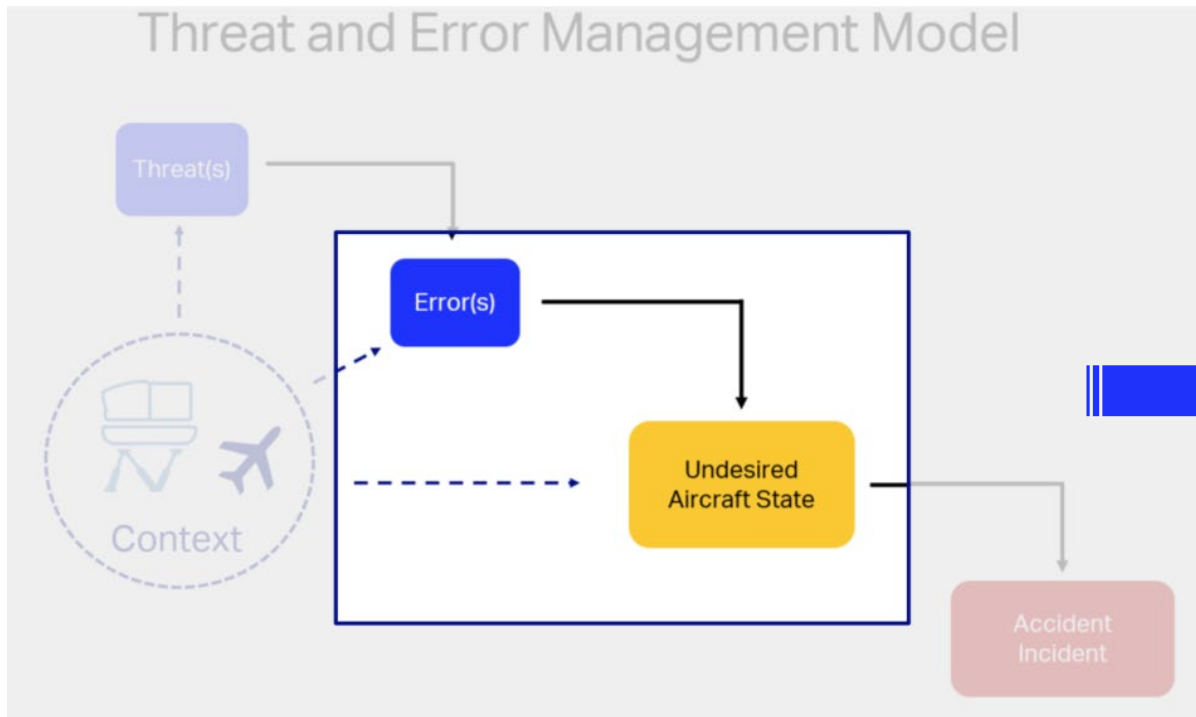 Threat and Error Management Model
Threat(s)
Error(s)
Undesired
Aircraft State
Context
Accident
Incident